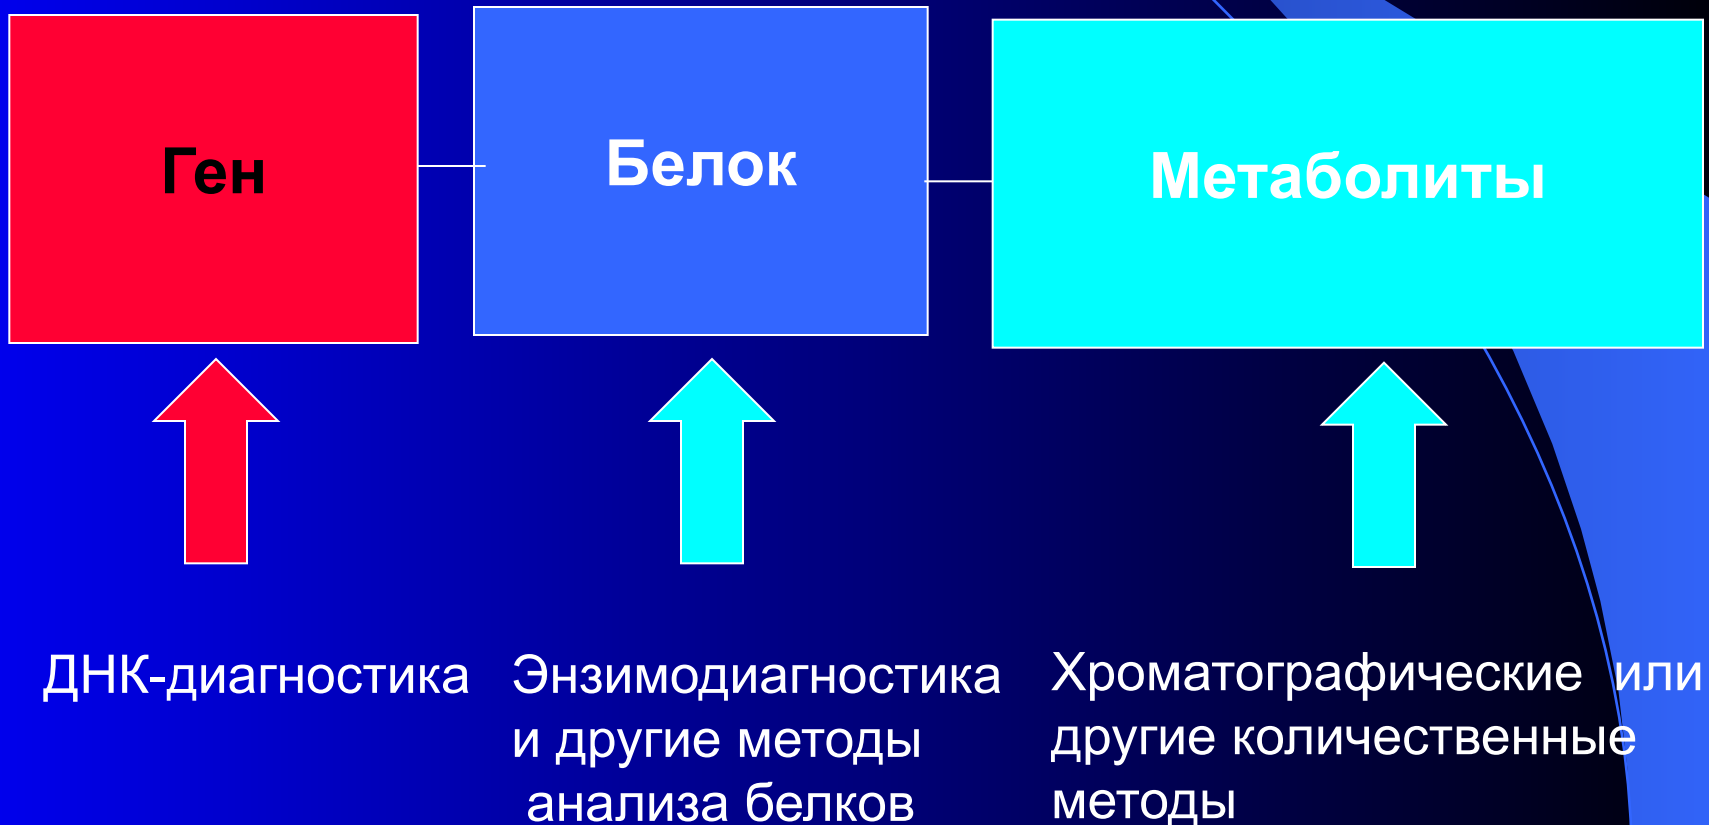 Ген
Белок
Метаболиты
ДНК-диагностика
Энзимодиагностика
и другие методы
анализа белков
Хроматографические или
другие количественные
методы